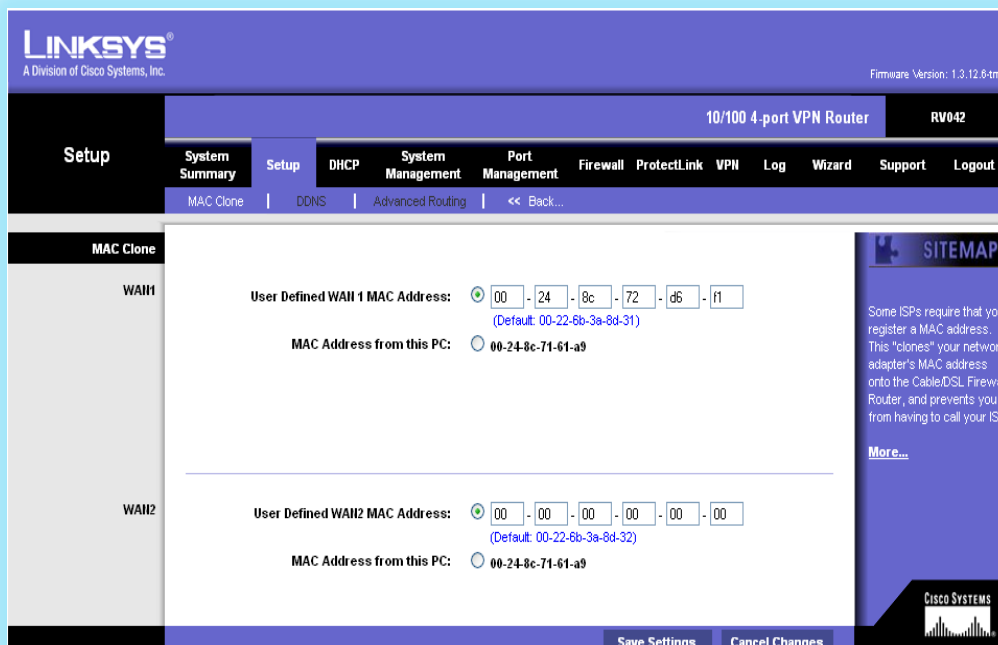 LINKSYS®
A Division of Cisco Systems, Inc.
Firmware Version: 1.3.12.6-tm
10/100 4-port VPN Router
RV042
Setup
System Summary
Setup
DHCP
System Management
Port Management
Firewall
ProtectLink
VPN
Log
Wizard
Support
Logout
MAC Clone | DDNS | Advanced Routing | << Back...
MAC Clone
SITEMAP
WAN1
User Defined WAN 1 MAC Address: 00 - 24 - 8c - 72 - d6 - f1
(Default: 00-22-6b-3a-8d-31)
MAC Address from this PC: 00-24-8c-71-61-a9
Some ISPs require that yo
register a MAC address.
This "clones" your networ
adapter's MAC address
onto the Cable/DSL Firewa
Router, and prevents you
from having to call your IS
More...
WAN2
User Defined WAN2 MAC Address: 00 - 00 - 00 - 00 - 00 - 00
(Default: 00-22-6b-3a-8d-32)
MAC Address from this PC: 00-24-8c-71-61-a9
CISCO SYSTEMS
Save Settings
Cancel Changes